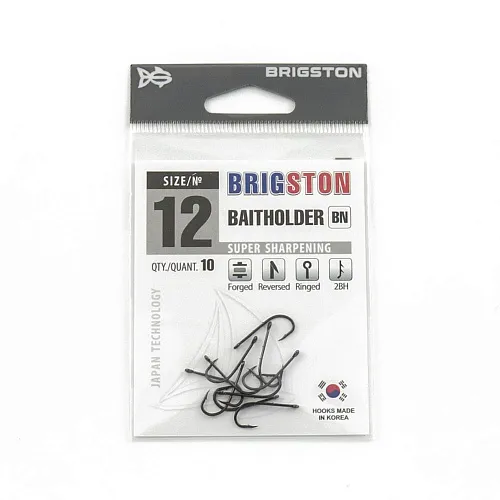 BRIGSTON
SIZE/№
12
QTY./QUANT. 10
BRIGSTON
BAITHOLDER BN
SUPER SHARPENING
Forged Reversed Ringed 2BH
JAPAN TECHNOLOGY
HOOKS MADE
IN KOREA